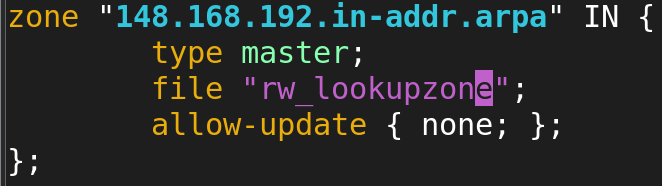 zone "148.168.192.in-addr.arpa" IN {
type master;
file "rw_lookupzone";
allow-update { none; };
};